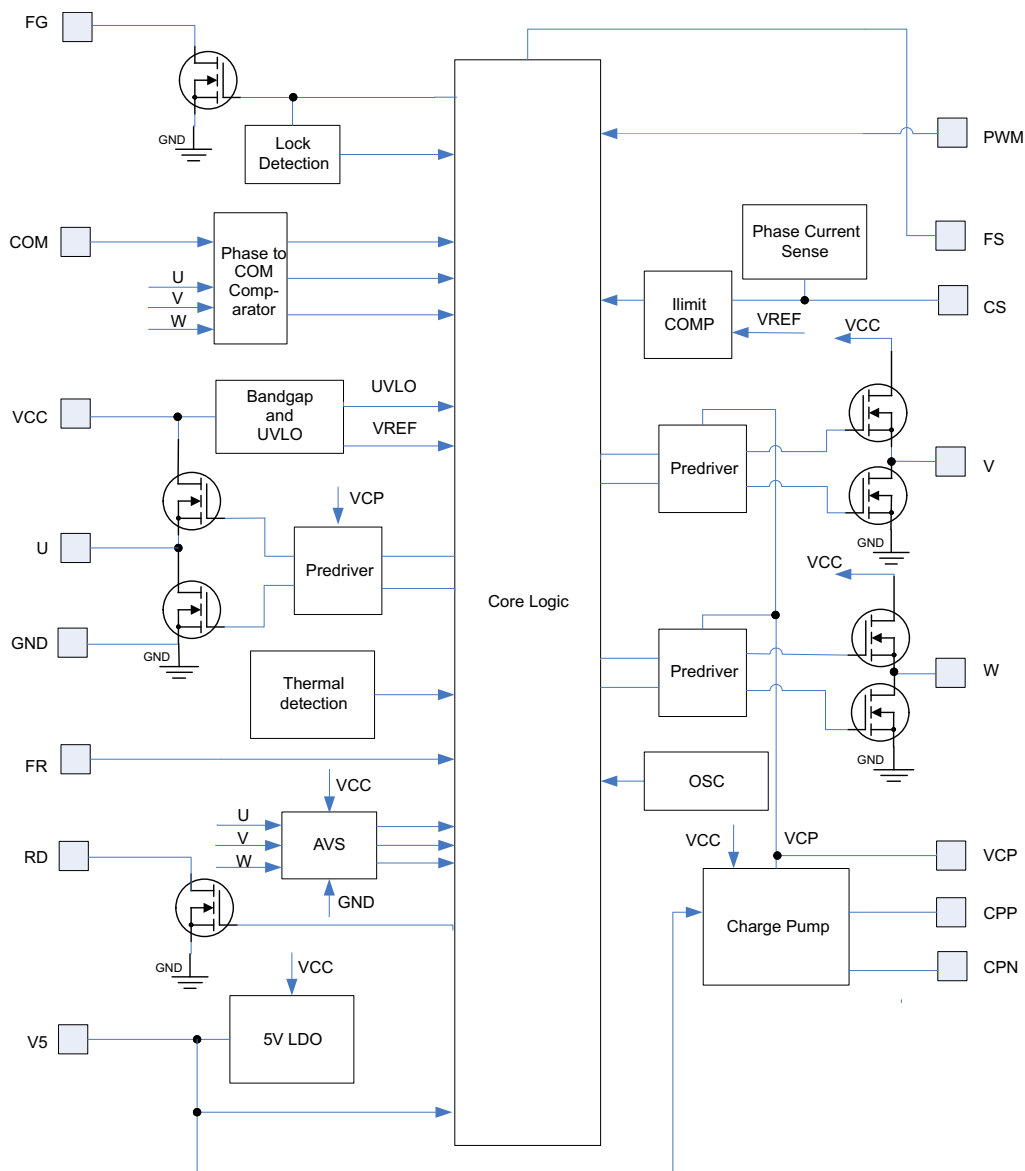 FG
GND
Lock
Detection
COM
U
V
W
Phase to
COM
Comp-
arator
VCC
Bandgap
and
UVLO
UVLO
VREF
VCP
U
Predriver
GND
GND
Thermal
detection
FR
VCC
U
V
W
AVS
GND
RD
GND
VCC
V5
5V LDO
Core Logic
PWM
Phase Current
Sense
FS
Ilimit
COMP
VREF
CS
VCC
Predriver
V
GND
VCC
Predriver
W
GND
OSC
VCC
VCP
VCP
Charge Pump
CPP
CPN